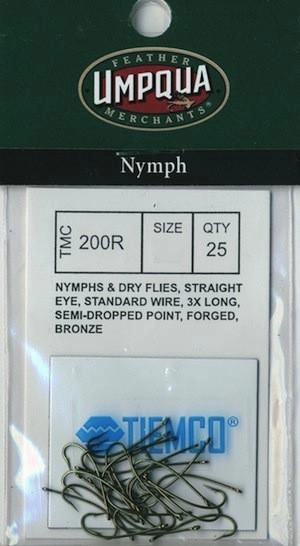 FEATHER
UMPQUA
MERCHANTS®
Nymph
TMC 200R SIZE QTY 25
NYMPHS & DRY FLIES, STRAIGHT
EYE, STANDARD WIRE, 3X LONG,
SEMI-DROPPED POINT, FORGED,
BRONZE
TIEMCO®